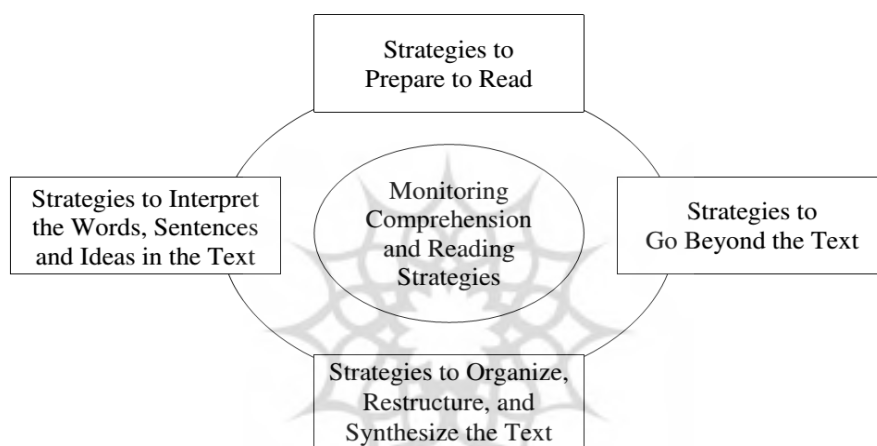 Strategies to
Prepare to Read
Strategies to Interpret
the Words, Sentences
and Ideas in the Text
Monitoring
Comprehension
and Reading
Strategies
Strategies to
Go Beyond the Text
Strategies to Organize,
Restructure, and
Synthesize the Text